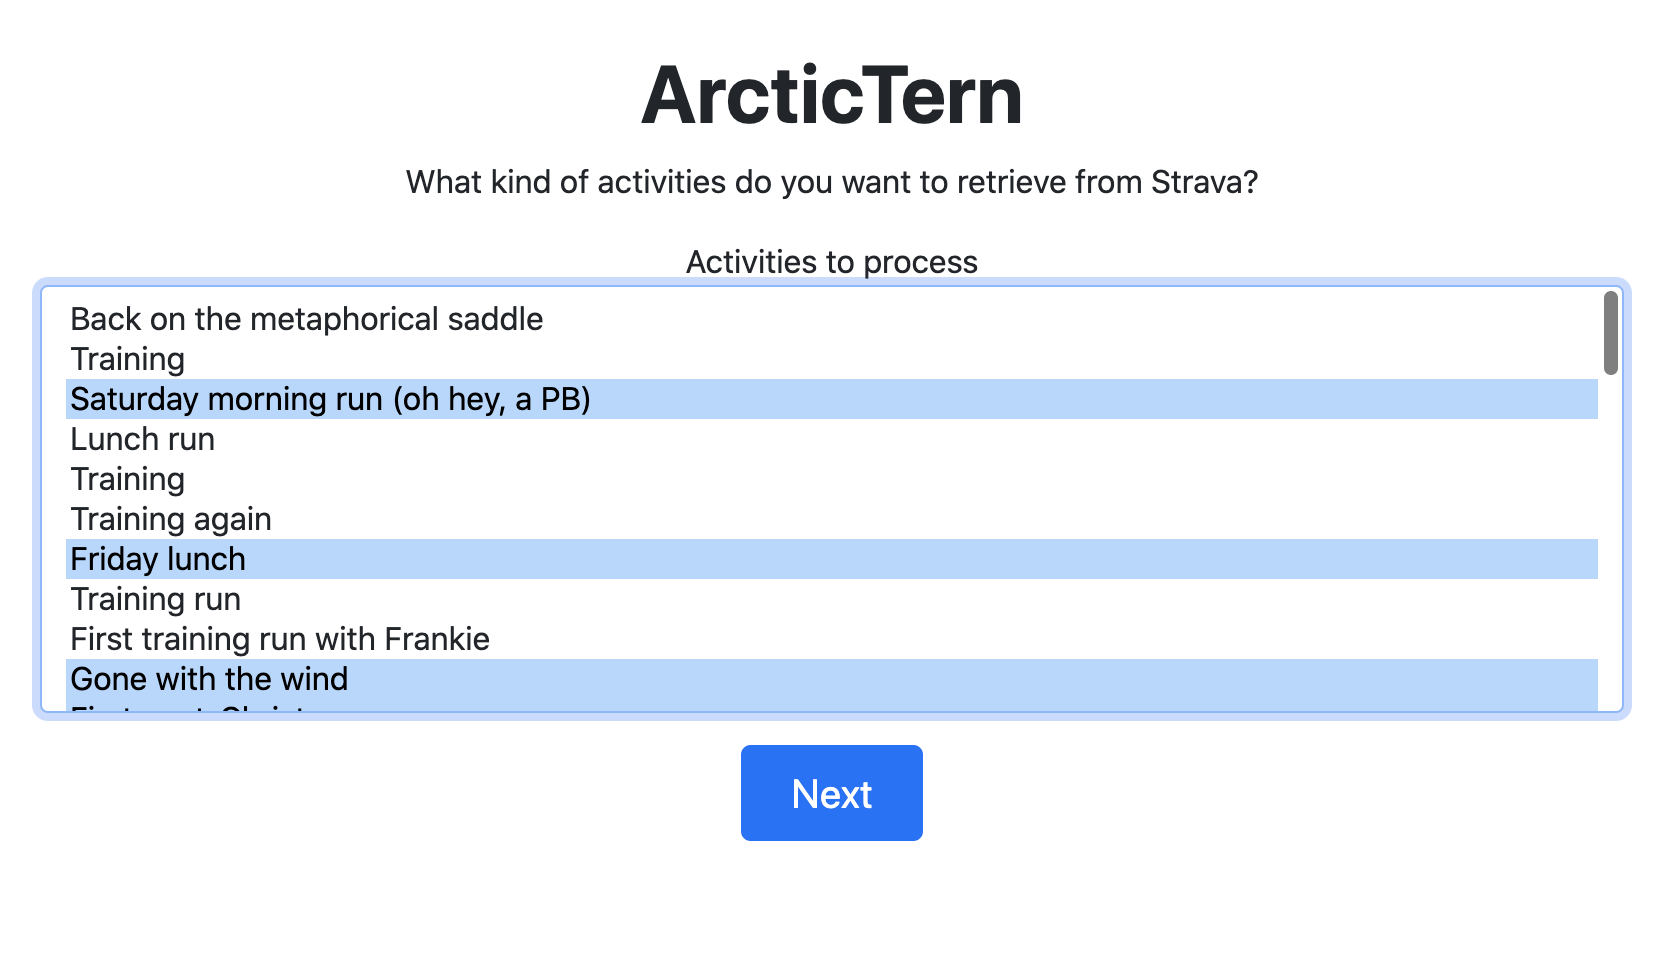 ArcticTern
What kind of activities do you want to retrieve from Strava?
Activities to process
Back on the metaphorical saddle
Training
Saturday morning run (oh hey, a PB)
Lunch run
Training
Training again
Friday lunch
Training run
First training run with Frankie
Gone with the wind
Next